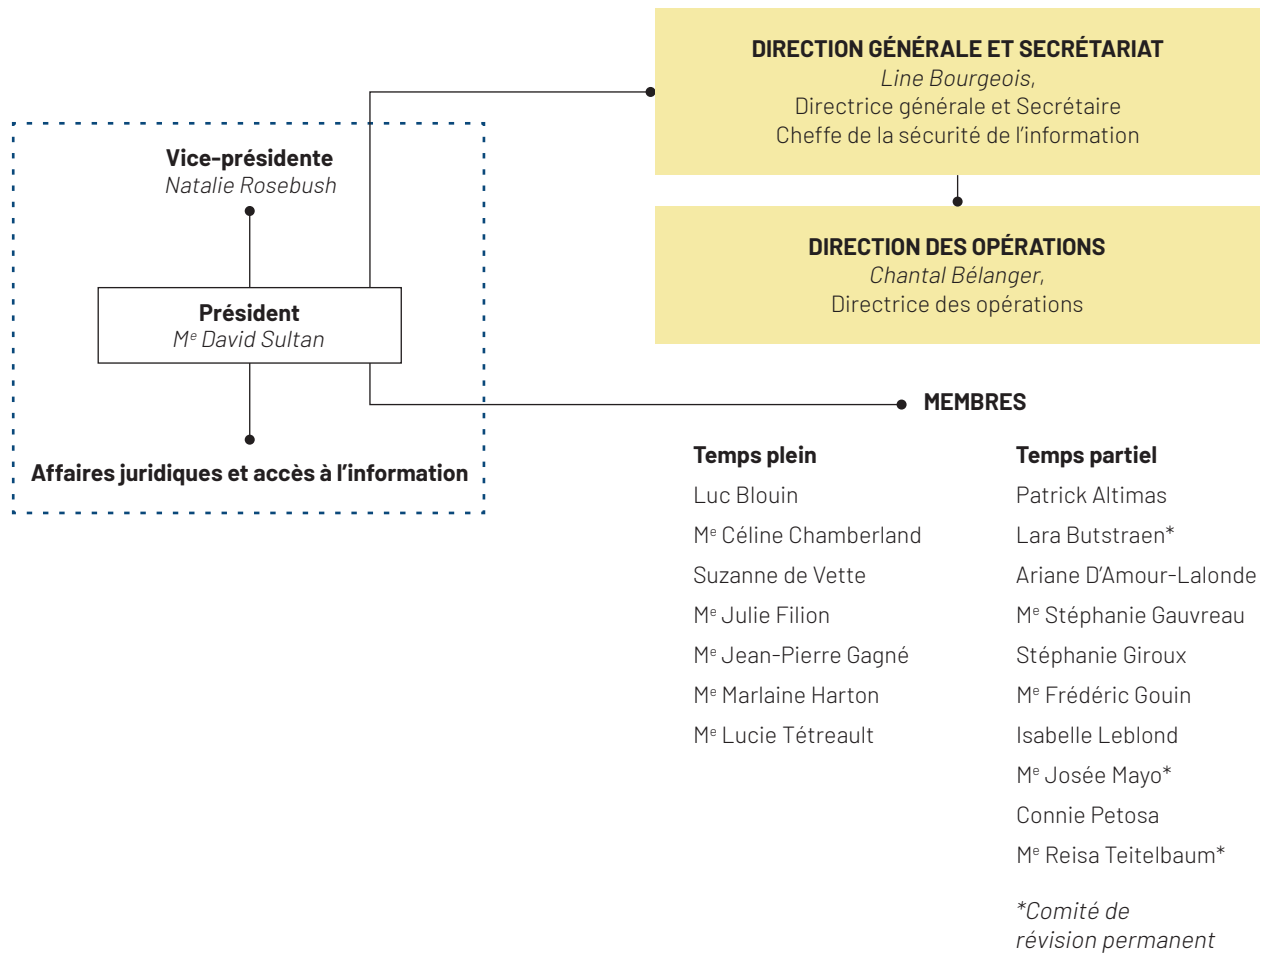 DIRECTION GÉNÉRALE ET SECRÉTARIAT
Line Bourgeois,
Directrice générale et Secrétaire
Cheffe de la sécurité de l’information
Vice-présidente
Natalie Rosebush
DIRECTION DES OPÉRATIONS
Chantal Bélanger,
Directrice des opérations
Président
Mᵉ David Sultan
Affaires juridiques et accès à l’information
MEMBRES
Temps plein
Luc Blouin
Mᵉ Céline Chamberland
Suzanne de Vette
Mᵉ Julie Filion
Mᵉ Jean-Pierre Gagné
Mᵉ Marlaine Harton
Mᵉ Lucie Tétreault
Temps partiel
Patrick Altimas
Lara Butstraen*
Ariane D’Amour-Lalonde
Mᵉ Stéphanie Gauvreau
Stéphanie Giroux
Mᵉ Frédéric Gouin
Isabelle Leblond
Mᵉ Josée Mayo*
Connie Petosa
Mᵉ Reisa Teitelbaum*
*Comité de
révision permanent